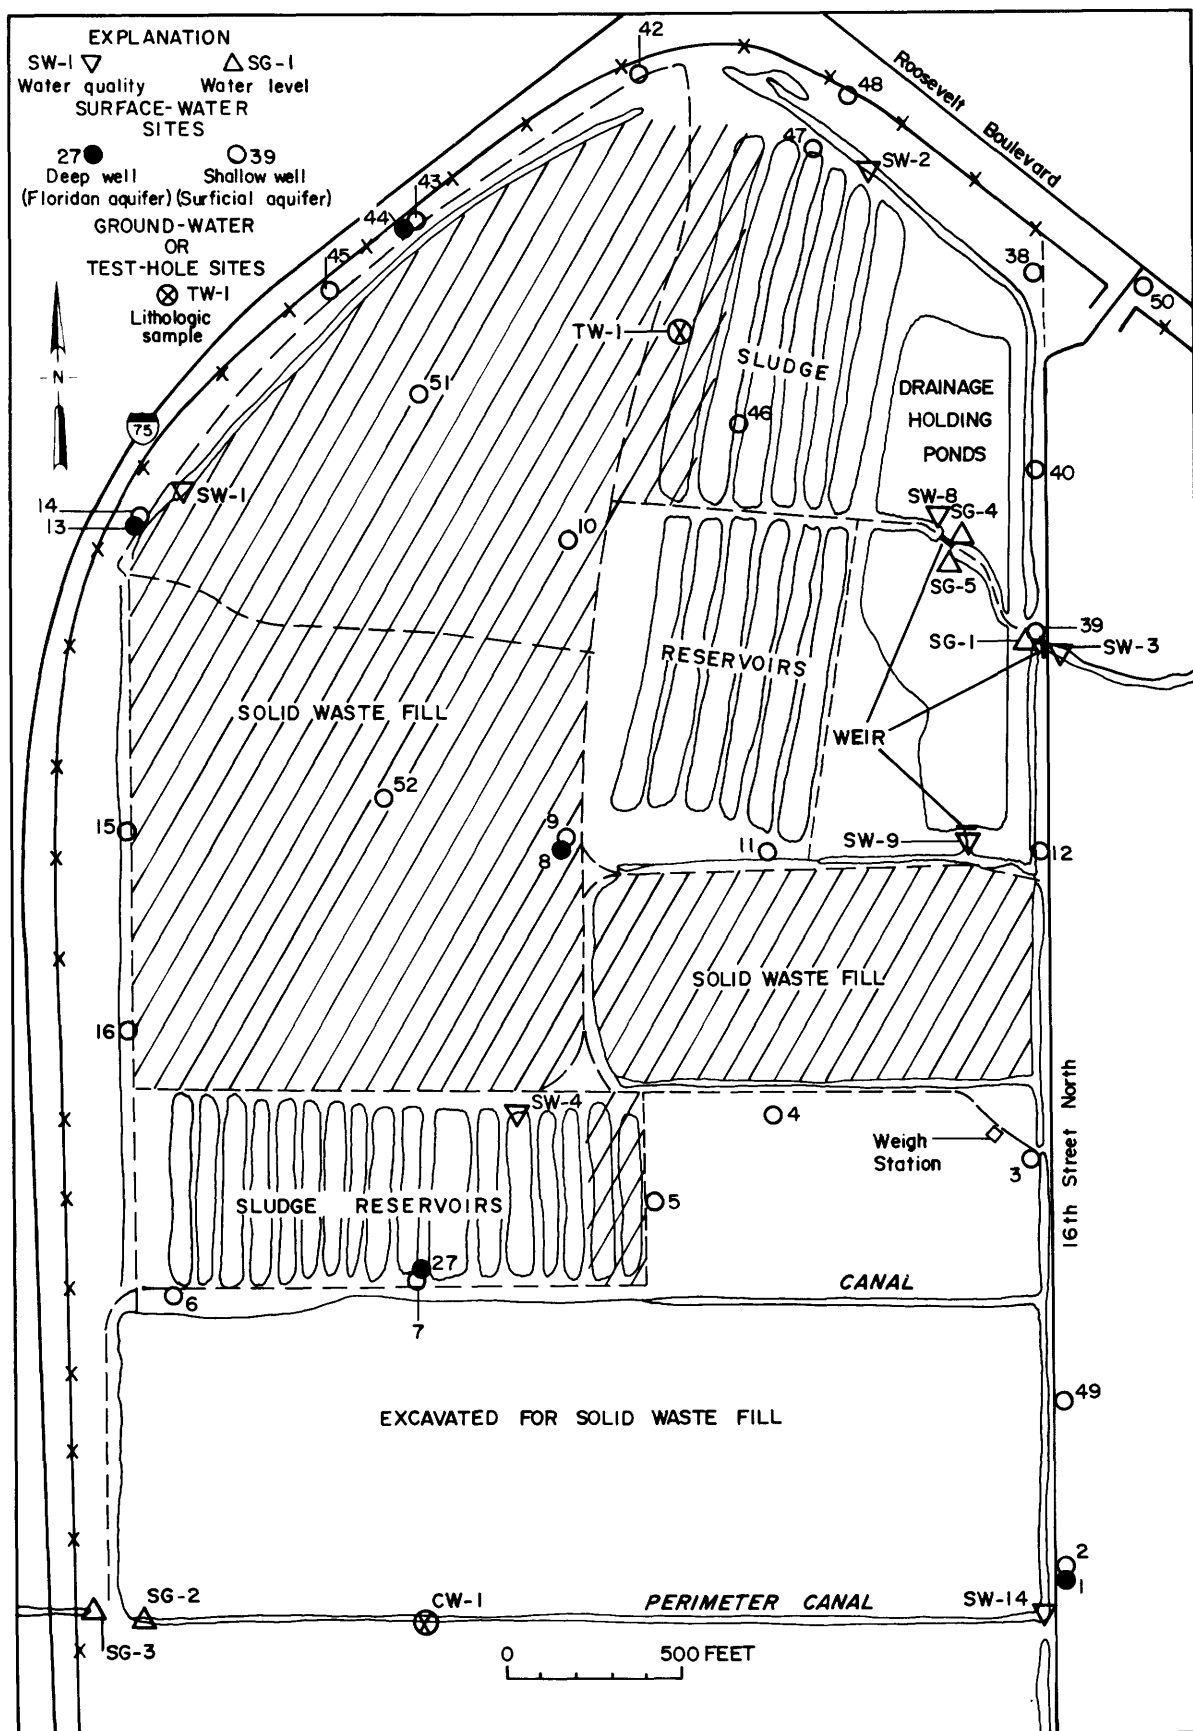 EXPLANATION
SW-1 SG-1
Water quality Water level
SURFACE-WATER
SITES
27 39
Deep well Shallow well
(Floridan aquifer) (Surficial aquifer)
GROUND-WATER
OR
TEST-HOLE SITES
TW-1
Lithologic
sample
N
75
42
48
Roosevelt Boulevard
47
SW-2
43
44
45
38
50
TW-1
SLUDGE
51
46
DRAINAGE
HOLDING
PONDS
40
SW-1
14
13
SW-8
SG-4
10
SG-5
39
SG-1
SW-3
RESERVOIRS
SOLID WASTE FILL
WEIR
52
15
9
8
11
SW-9
12
SOLID WASTE FILL
16
16th Street North
SW-4
4
Weigh
Station
3
SLUDGE RESERVOIRS
5
27
CANAL
6
7
49
EXCAVATED FOR SOLID WASTE FILL
2
1
SG-2
CW-1
PERIMETER CANAL
SW-14
SG-3
0 500 FEET